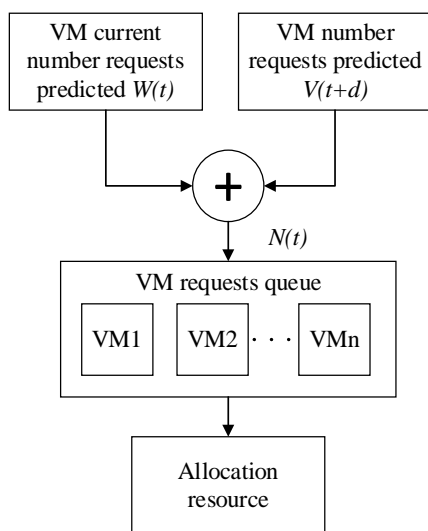 VM current
number requests
predicted W(t)
VM number
requests predicted
V(t+d)
+
N(t)
VM requests queue
VM1 VM2 · · · VMn
Allocation
resource